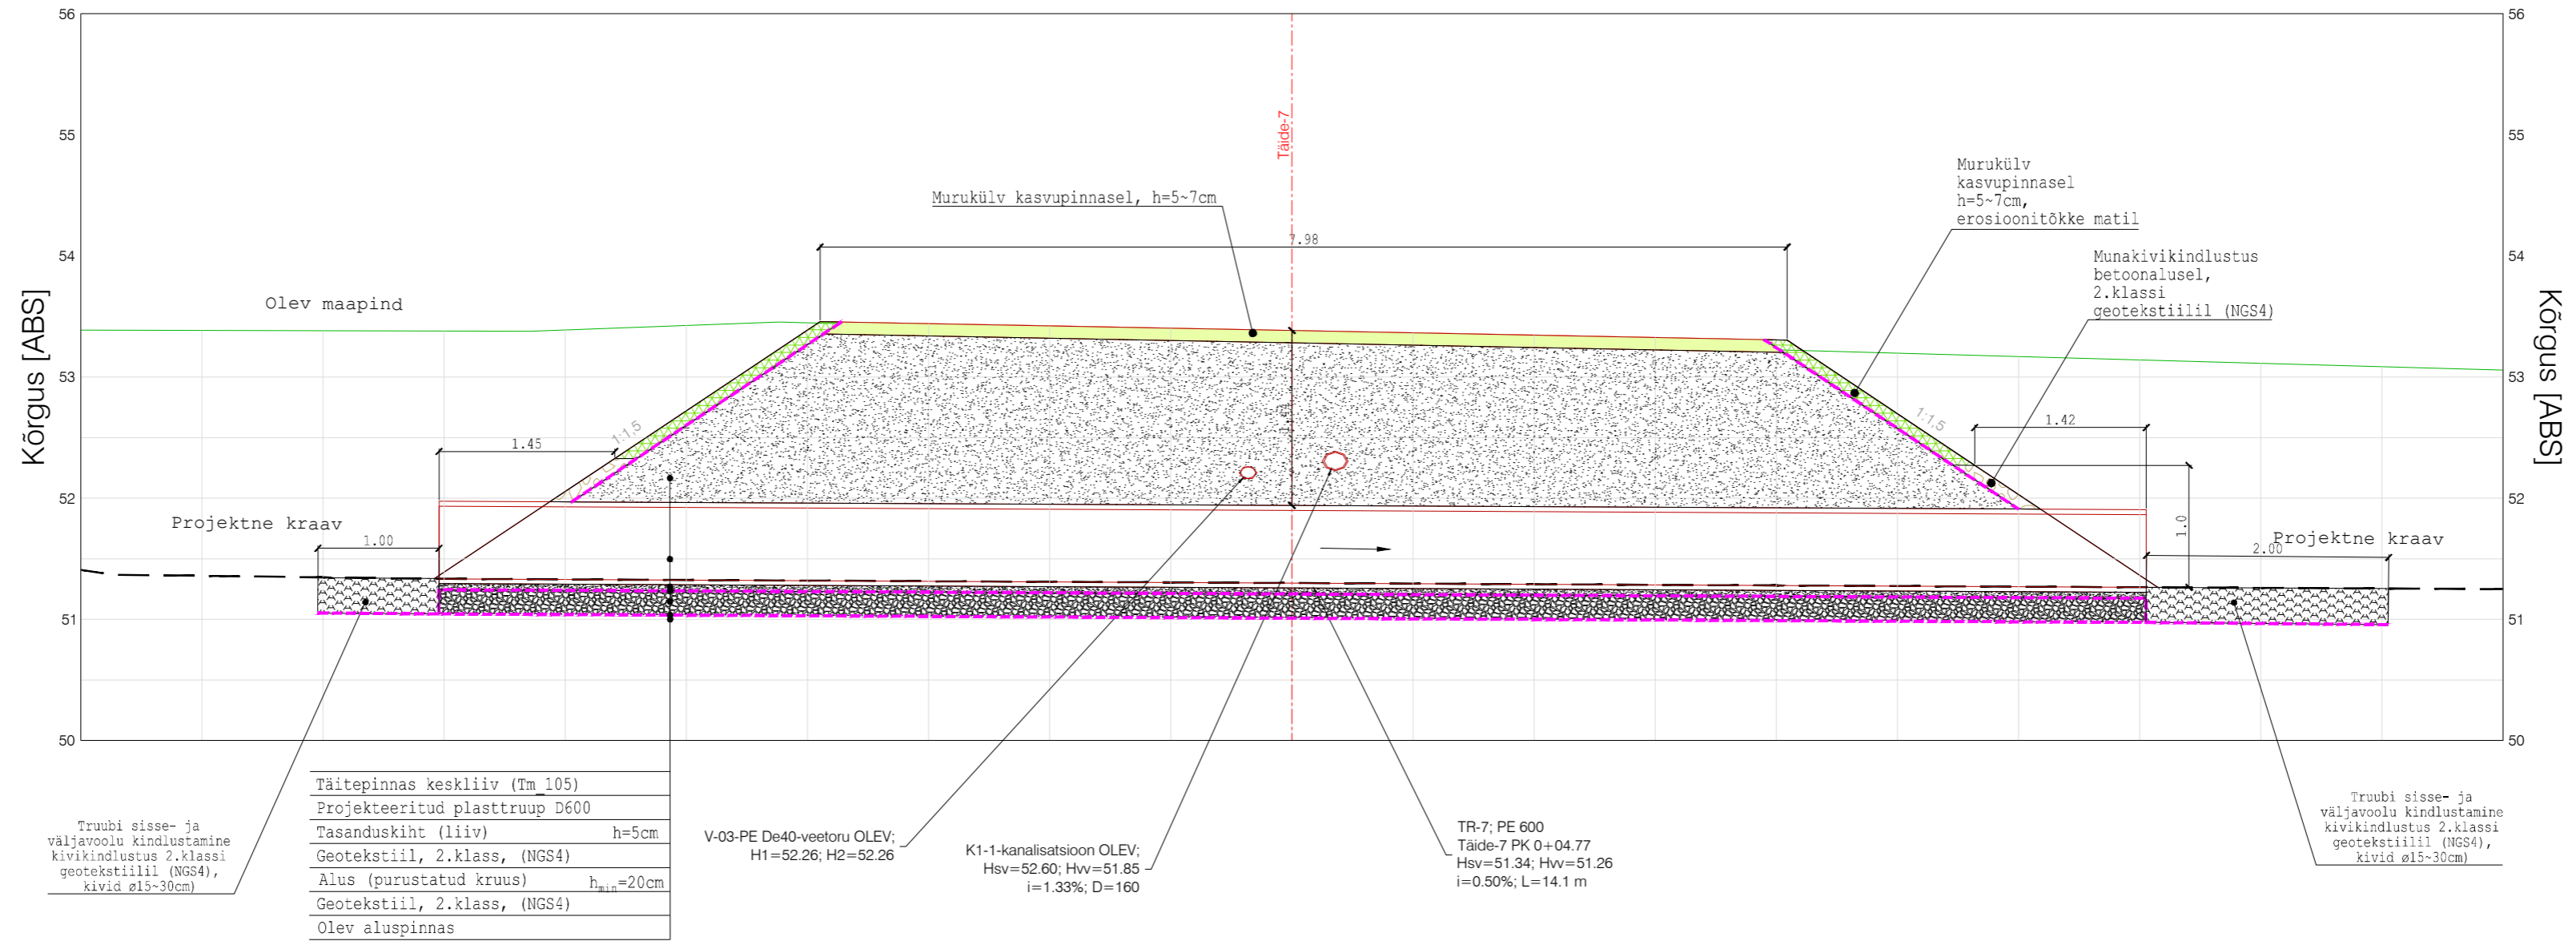 56
56
55
55
54
54
53
53
52
52
51
51
50
50
Kõrgus [ABS]
Kõrgus [ABS]
Täide-7
Murukülv kasvupinnasel, h=5~7cm
Murukülv
kasvupinnasel
h=5~7cm,
erosioonitõkke matil
7.98
Munakivikindlustus
betoonalusel,
2.klassi
geotekstiilil (NGS4)
Olev maapind
1:1,5
1:1,5
1.45
1.42
Projektne kraav
1.00
1.0
2.00
Projektne kraav
Täitepinnas keskliiv (Tm_105)
Projekteeritud plasttruup D600
Tasanduskiht (liiv) h=5cm
Geotekstiil, 2.klass, (NGS4)
Alus (purustatud kruus) hmin=20cm
Geotekstiil, 2.klass, (NGS4)
Olev aluspinnas
Truubi sisse- ja
väljavoolu kindlustamine
kivikindlustus 2.klassi
geotekstiilil (NGS4),
kivid ø15~30cm)
V-03-PE De40-veetoru OLEV;
H1=52.26; H2=52.26
K1-1-kanalisatsioon OLEV;
Hsv=52.60; Hvv=51.85
i=1.33%; D=160
TR-7; PE 600
Täide-7 PK 0+04.77
Hsv=51.34; Hvv=51.26
i=0.50%; L=14.1 m
Truubi sisse- ja
väljavoolu kindlustamine
kivikindlustus 2.klassi
geotekstiilil (NGS4),
kivid ø15~30cm)